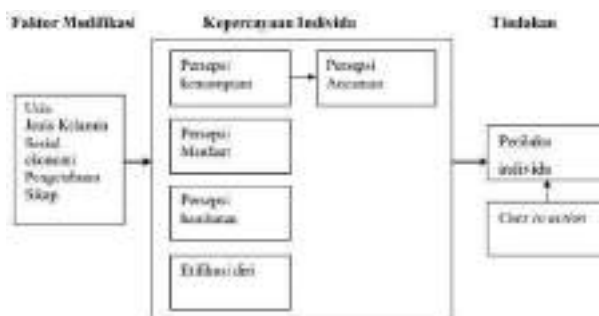 Faktor Modifikasi
Kepercayaan Individu
Tindakan
Usia
Jenis Kelamin
Sosial
ekonomi
Pengetahuan
Sikap
Persepsi
Kemampuan
Persepsi
Ancaman
Persepsi
Manfaat
Persepsi
hambatan
Efikasi diri
Perilaku
individu
Cues to action